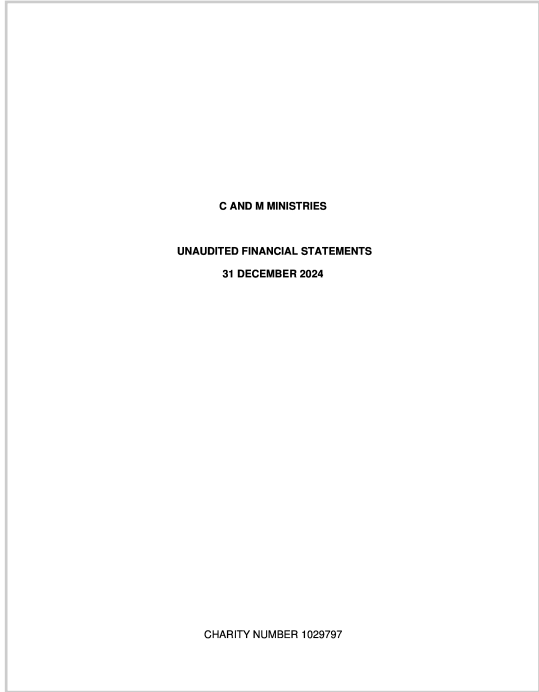 C AND M MINISTRIES
UNAUDITED FINANCIAL STATEMENTS
31 DECEMBER 2024
CHARITY NUMBER 1029797